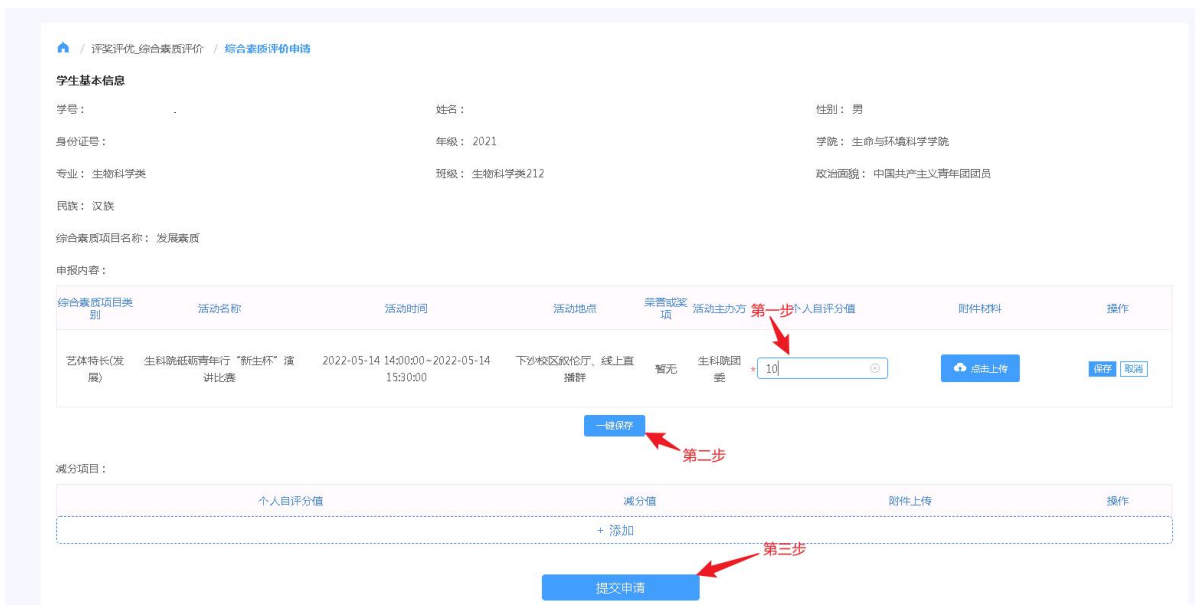 / 评奖评优_综合素质评价 / 综合素质评价申请
学生基本信息
学号： 姓名： 性别： 男
身份证号： 年级： 2021 学院： 生命与环境科学学院
专业： 生物科学类 班级： 生物科学类212 政治面貌： 中国共产主义青年团团员
民族： 汉族
综合素质项目名称： 发展素质
申报内容：
综合素质项目类别 活动名称 活动时间 活动地点 荣誉或奖项 活动主办方 第一步 个人自评分值 附件材料 操作
艺体特长(发展) 生科院砥砺青年行“新生杯”演讲比赛 2022-05-14 14:00:00~2022-05-14 15:30:00 下沙校区叙伦厅、线上直播群 暂无 生科院团委 * 10 点击上传 保存 取消
一键保存
第二步
减分项目：
个人自评分值 减分值 附件上传 操作
+ 添加
第三步
提交申请